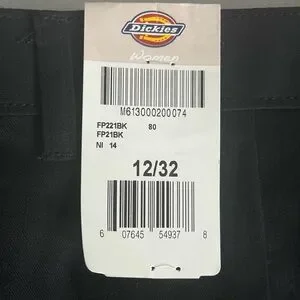 Dickies
Women
M613000200074
FP221BK 80
FP21BK
NI 14
12/32
6 07645 54937 8